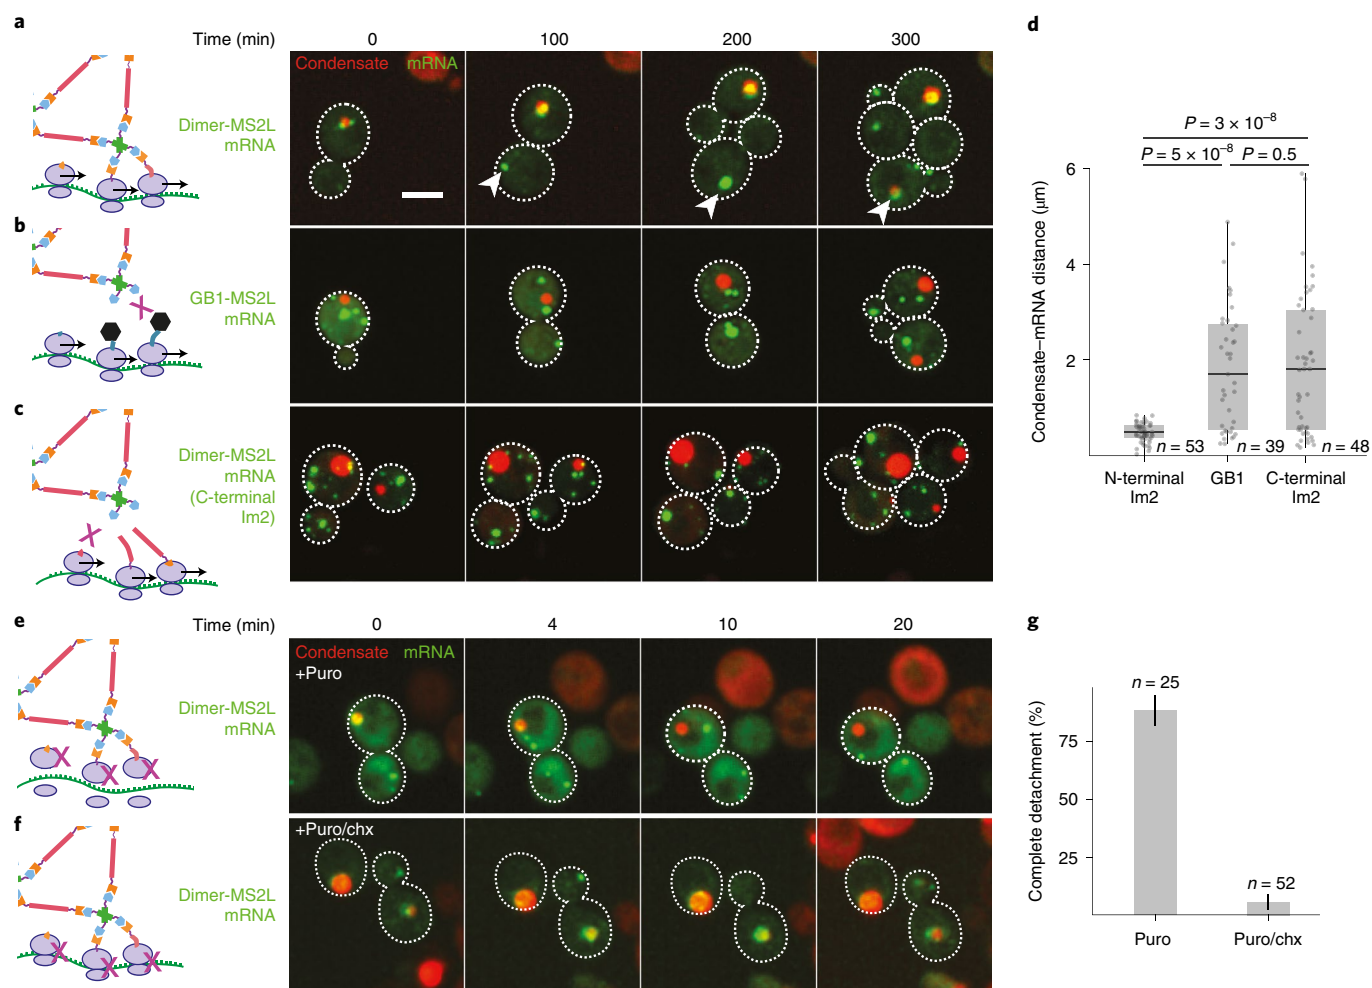 a
Time (min)
0
100
200
300
Condensate
mRNA
Dimer-MS2L
mRNA
b
GB1-MS2L
mRNA
c
Dimer-MS2L
mRNA
(C-terminal
Im2)
d
P = 3 × 10⁻⁸
P = 5 × 10⁻⁸
P = 0.5
6
4
2
Condensate–mRNA distance (μm)
n = 53
n = 39
n = 48
N-terminal
Im2
GB1
C-terminal
Im2
e
Time (min)
0
4
10
20
Condensate
mRNA
+Puro
Dimer-MS2L
mRNA
f
+Puro/chx
Dimer-MS2L
mRNA
g
n = 25
75
50
25
Complete detachment (%)
n = 52
Puro
Puro/chx